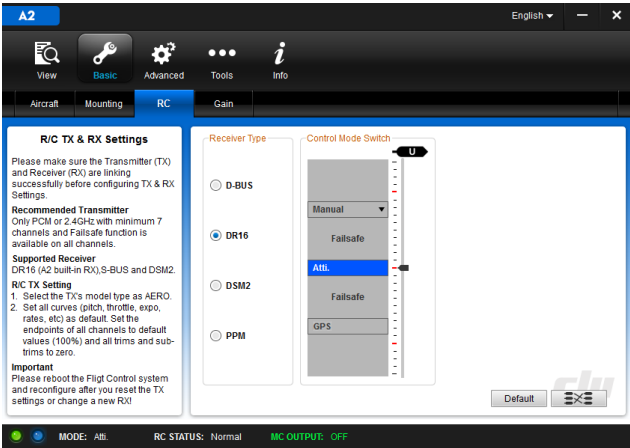 A2
English
View
Basic
Advanced
Tools
Info
Aircraft
Mounting
RC
Gain
R/C TX & RX Settings
Please make sure the Transmitter (TX)
and Receiver (RX) are linking
successfully before configuring TX & RX
Settings.
Recommended Transmitter
Only PCM or 2.4GHz with minimum 7
channels and Failsafe function is
available on all channels.
Supported Receiver
DR16 (A2 built-in RX),S-BUS and DSM2.
R/C TX Setting
1. Select the TX's model type as AERO.
2. Set all curves (pitch, throttle, expo,
rates, etc) as default. Set the
endpoints of all channels to default
values (100%) and all trims and sub-
trims to zero.
Important
Please reboot the Fligt Control system
and reconfigure after you reset the TX
settings or change a new RX!
Receiver Type
D-BUS
DR16
DSM2
PPM
Control Mode Switch
U
Manual
Failsafe
Atti.
Failsafe
GPS
dji
Default
MODE: Atti.
RC STATUS: Normal
MC OUTPUT: OFF